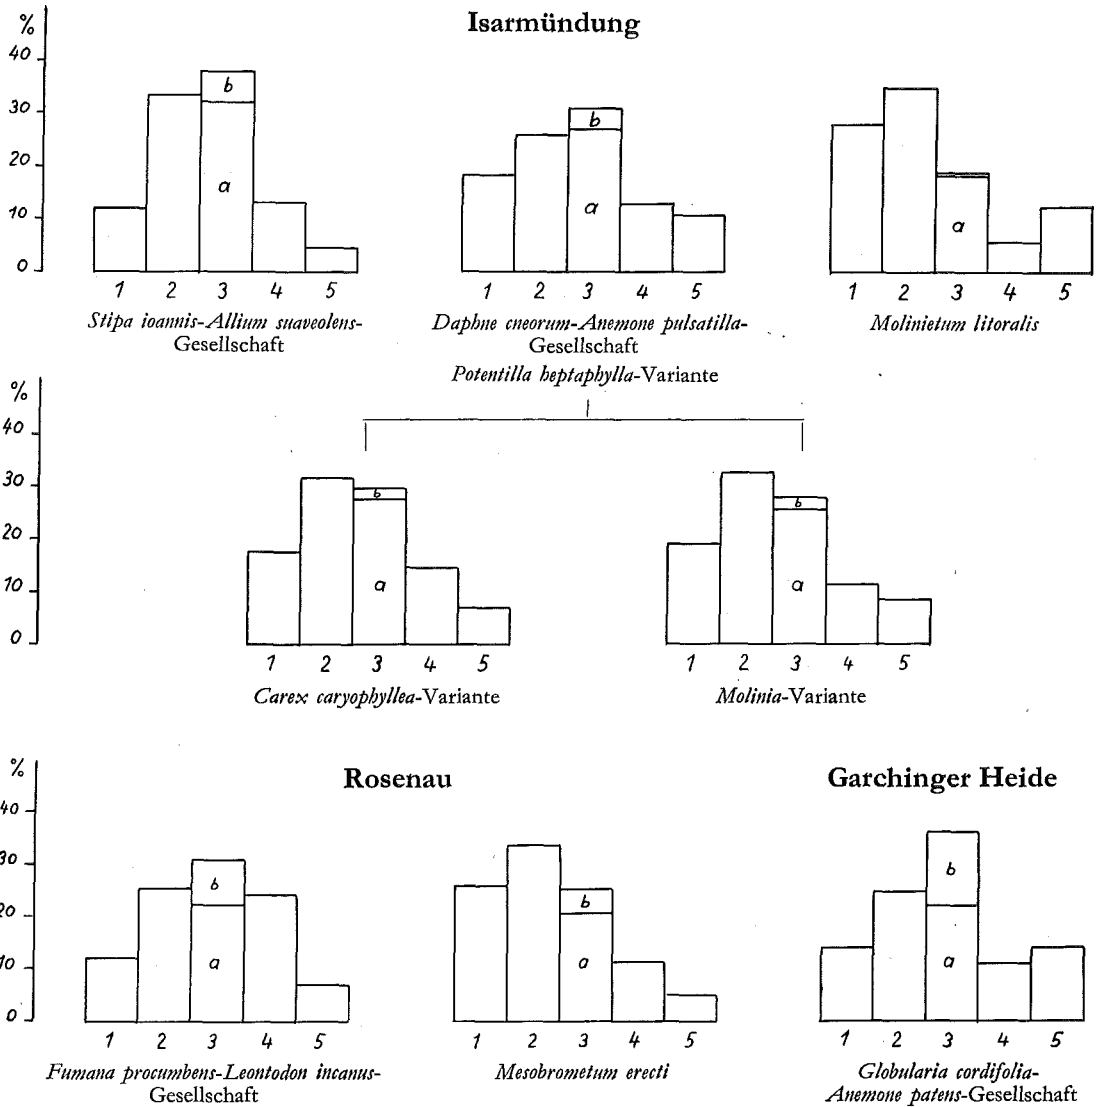 Isarmündung
%
40
30
20
10
0
b
a
b
a
a
1 2 3 4 5
1 2 3 4 5
1 2 3 4 5
Stipa ioannis-Allium suaveolens-
Gesellschaft
Daphne cneorum-Anemone pulsatilla-
Gesellschaft
Potentilla heptaphylla-Variante
Molinietum litoralis
%
40
30
20
10
0
b
a
b
a
1 2 3 4 5
1 2 3 4 5
Carex caryophyllea-Variante
Molinia-Variante
Rosenau
Garchinger Heide
%
40
30
20
10
0
b
a
b
a
b
a
1 2 3 4 5
1 2 3 4 5
1 2 3 4 5
Fumana procumbens-Leontodon incanus-
Gesellschaft
Mesobrometum erecti
Globularia cordifolia-
Anemone patens-Gesellschaft